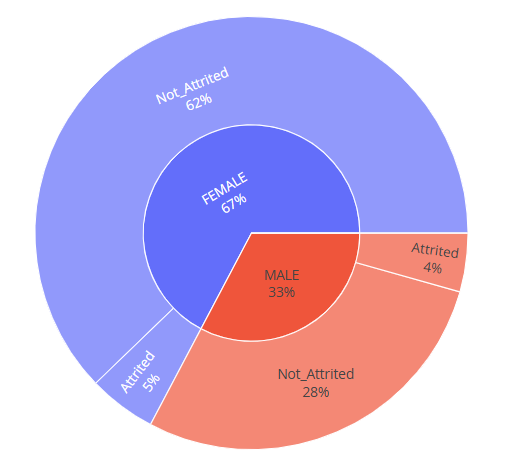 Not_Attrited
62%
FEMALE
67%
Attrited
4%
MALE
33%
Attrited
5%
Not_Attrited
28%